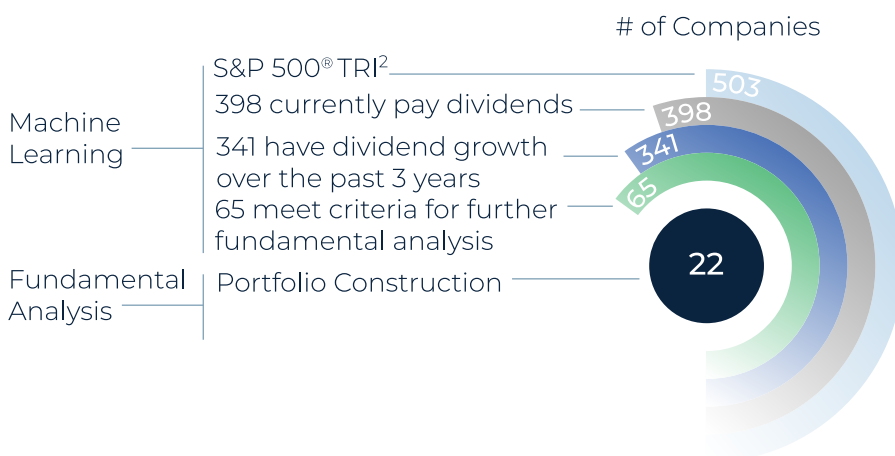 # of Companies
S&P 500® TRI²
503
398 currently pay dividends
398
Machine
Learning
341 have dividend growth
over the past 3 years
341
65 meet criteria for further
fundamental analysis
65
Fundamental
Analysis
Portfolio Construction
22